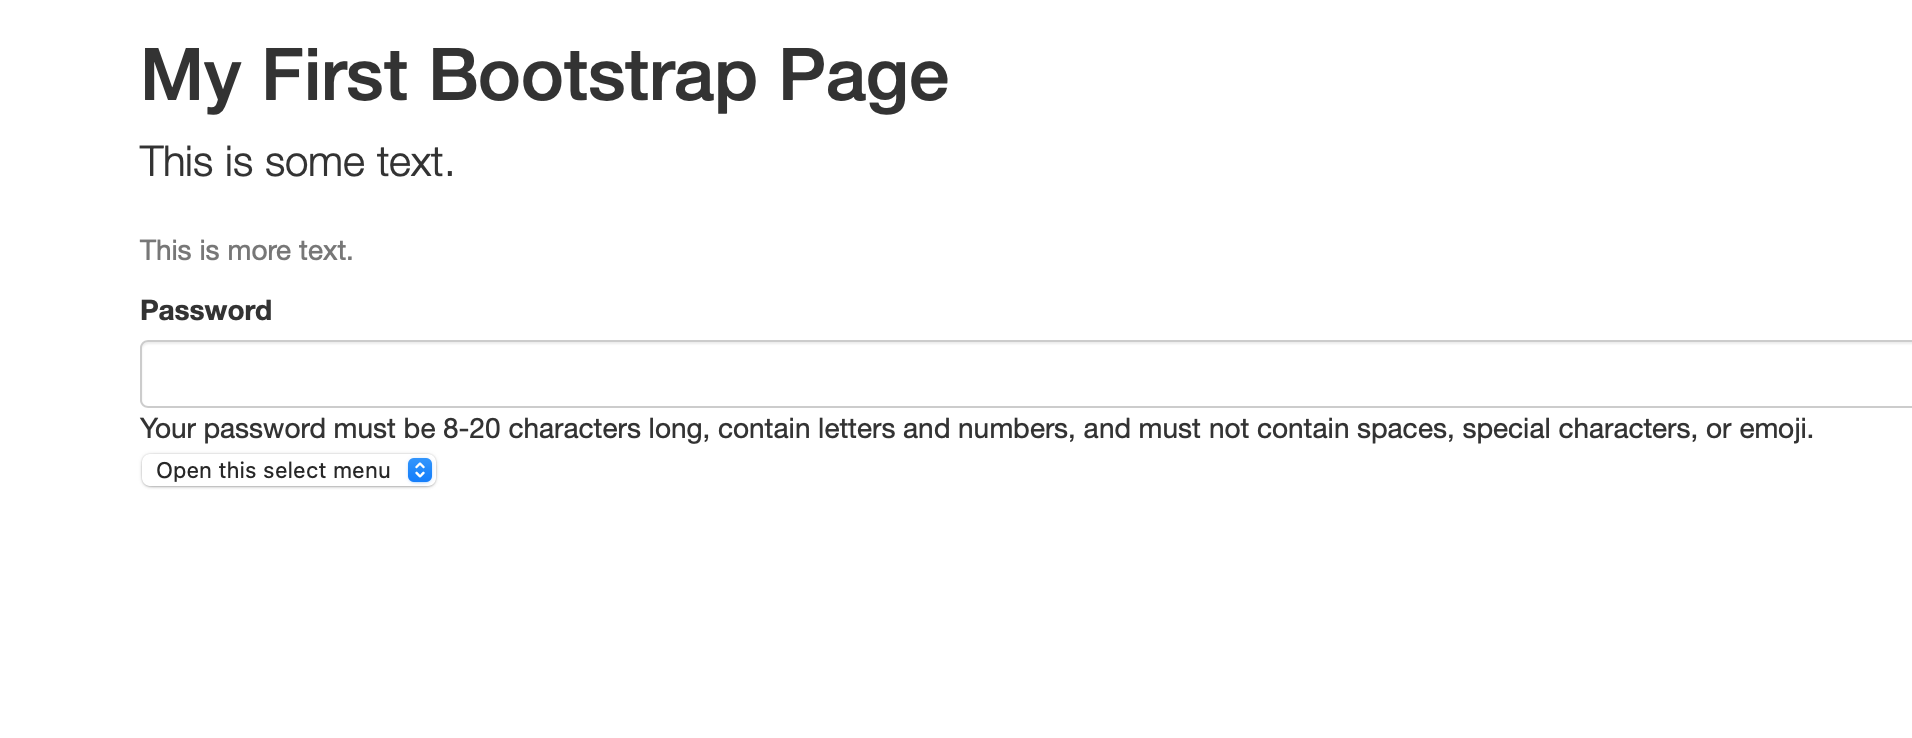 My First Bootstrap Page
This is some text.
This is more text.
Password
Your password must be 8-20 characters long, contain letters and numbers, and must not contain spaces, special characters, or emoji.
Open this select menu